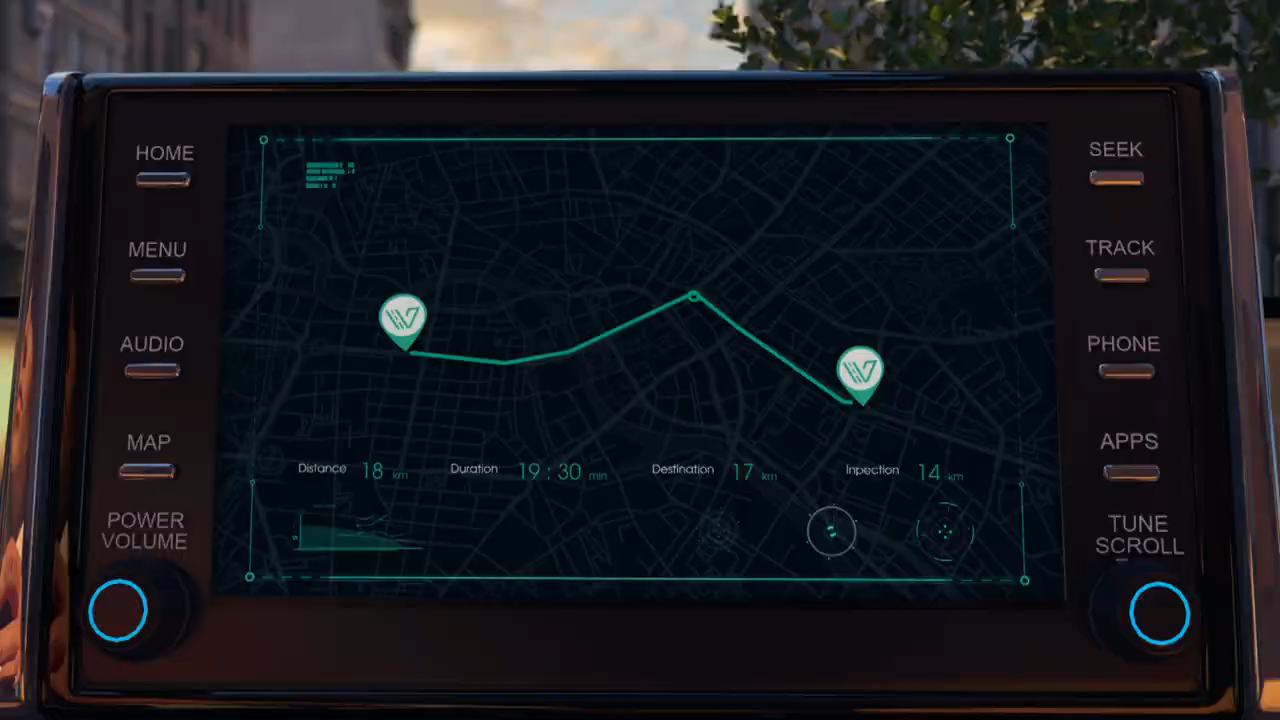 HOME
MENU
AUDIO
MAP
POWER
VOLUME
Distance 18 km
Duration 19 : 30 min
Destination 17 km
Inpection 14 km
SEEK
TRACK
PHONE
APPS
TUNE
SCROLL